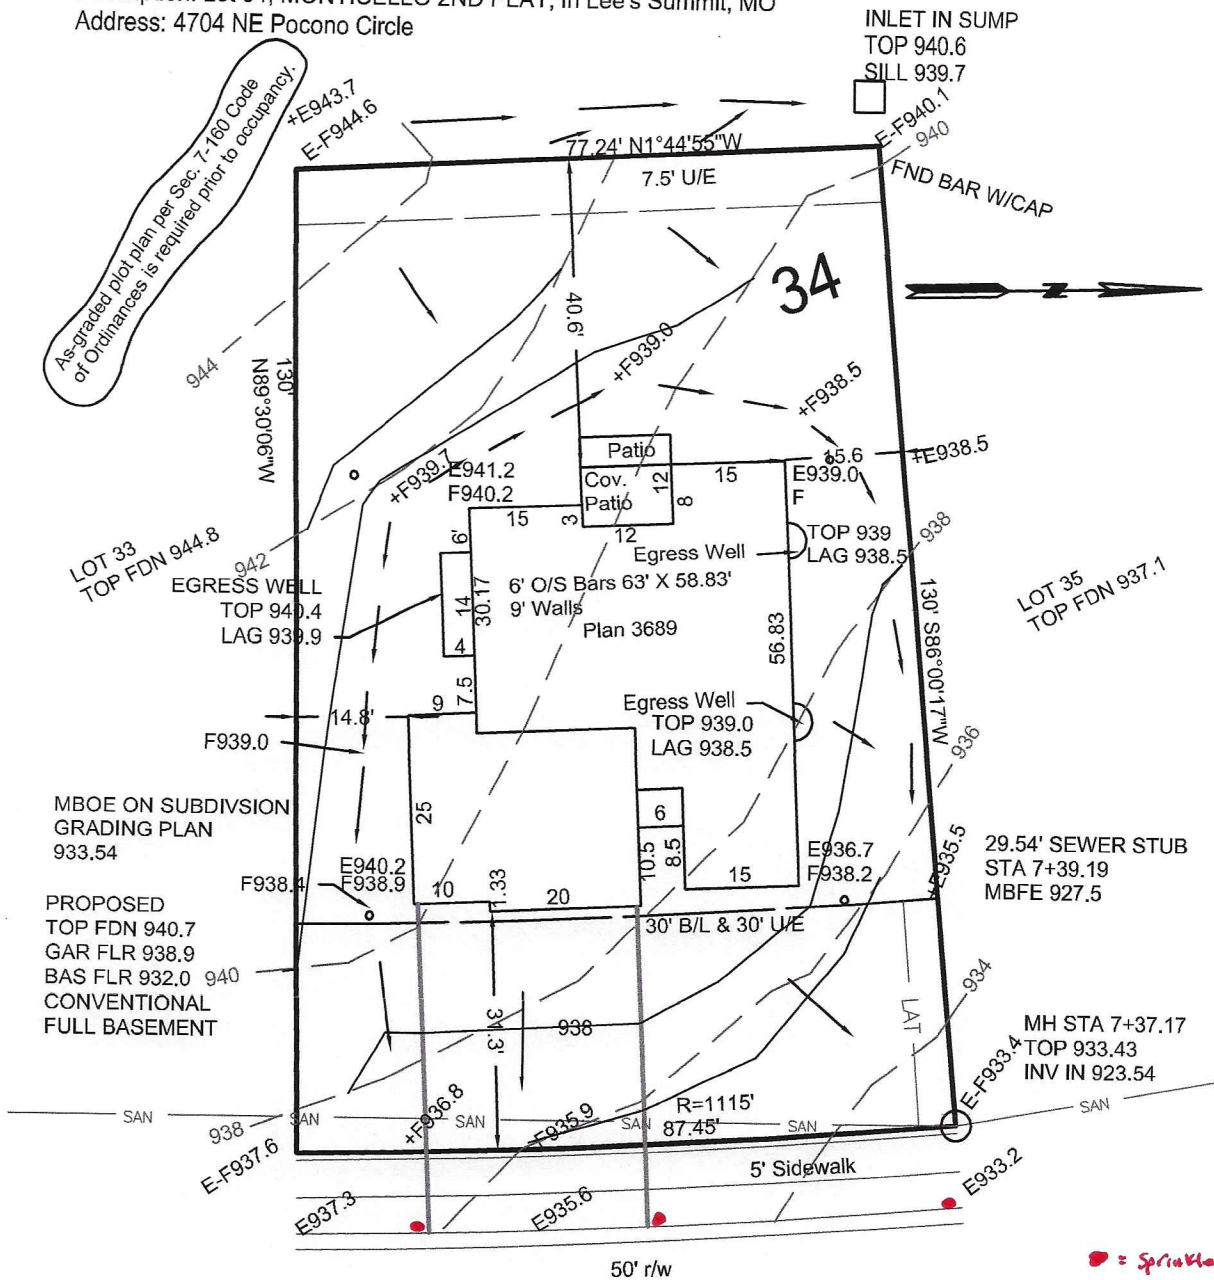 Lot 34, MONTICELLO 2ND PLAT, in Lee's Summit, MO
Address: 4704 NE Pocono Circle
INLET IN SUMP
TOP 940.6
SILL 939.7
As-graded plot plan per Sec. 7-160 Code
of Ordinances is required prior to occupancy.
+E943.7
E-F944.6
E-F940.1
940
77.24' N1°44'55"W
7.5' U/E
FND BAR W/CAP
34
N
40.6'
944
130'
N89°30'06"W
+F939.0
+F938.5
+F939.7
Patio
15
15.6
+E938.5
E941.2
F940.2
Cov.
Patio
12
8
E939.0
F
15
3
12
6'
TOP 939
LAG 938.5
938
LOT 33
TOP FDN 944.8
942
Egress Well
EGRESS WELL
TOP 940.4
LAG 939.9
14
30.17
6' O/S Bars 63' X 58.83'
9' Walls
Plan 3689
56.83
LOT 35
TOP FDN 937.1
130' S86°00'17"W
4
7.5
9
14.8'
Egress Well
TOP 939.0
LAG 938.5
F939.0
936
MBOE ON SUBDIVSION
GRADING PLAN
933.54
25
6
10.5
8.5
29.54' SEWER STUB
STA 7+39.19
MBFE 927.5
+E935.5
E940.2
F938.9
F938.4
E936.7
F938.2
10
1.33
20
15
PROPOSED
TOP FDN 940.7
GAR FLR 938.9
BAS FLR 932.0
CONVENTIONAL
FULL BASEMENT
940
30' B/L & 30' U/E
934
31.3'
938
LAT
MH STA 7+37.17
TOP 933.43
INV IN 923.54
E-F933.4
SAN
SAN
SAN
SAN
SAN
SAN
938
+F936.8
+F935.9
R=1115'
87.45'
E-F937.6
5' Sidewalk
E933.2
E937.3
E935.6
50' r/w
= Sprinkle